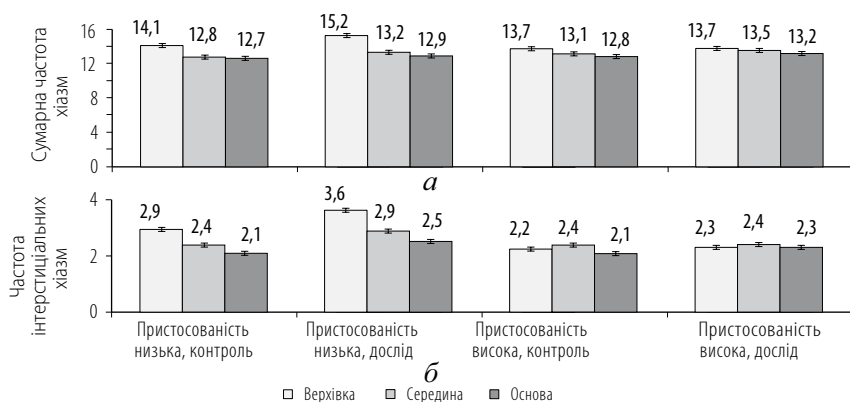 Сумарна частота
хіазм
16
12
8
4
0
14,1 12,8 12,7
15,2 13,2 12,9
13,7 13,1 12,8
13,7 13,5 13,2
а
Частота
інтерстиціальних
хіазм
4
2
0
2,9 2,4 2,1
3,6 2,9 2,5
2,2 2,4 2,1
2,3 2,4 2,3
Пристосованість
низька, контроль
Пристосованість
низька, дослід
Пристосованість
висока, контроль
Пристосованість
висока, дослід
б
Верхівка Середина Основа